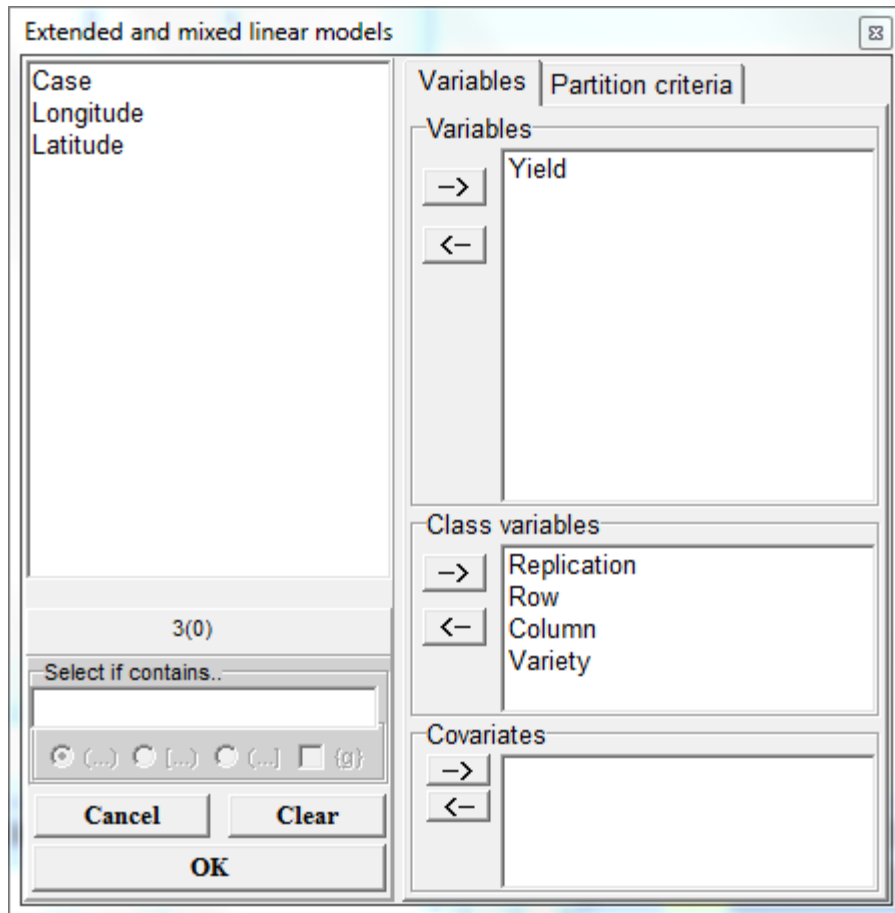 Extended and mixed linear models
Case
Longitude
Latitude
3(0)
Select if contains..
(...) [...) (...] {g}
Cancel Clear
OK
Variables Partition criteria
Variables
–>
<–
Yield
Class variables
–>
<–
Replication
Row
Column
Variety
Covariates
–>
<–